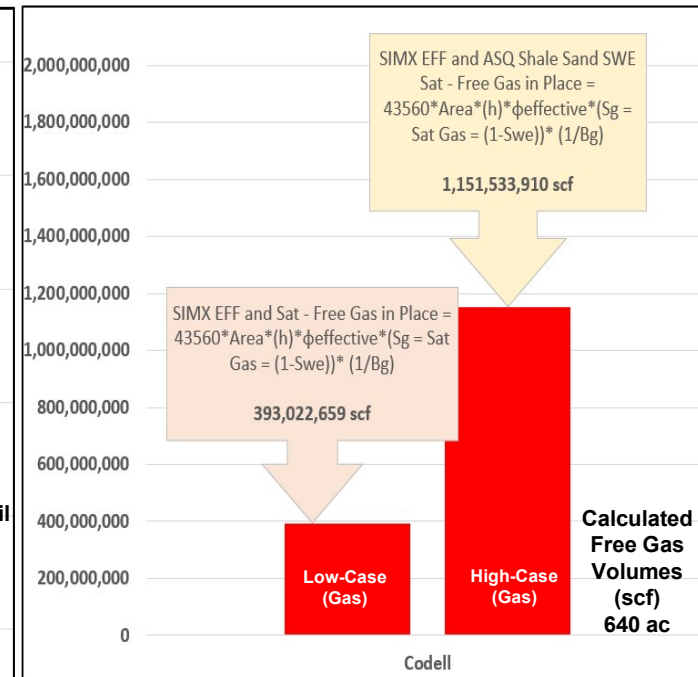 2,000,000,000
1,800,000,000
1,600,000,000
1,400,000,000
1,200,000,000
1,000,000,000
800,000,000
600,000,000
400,000,000
200,000,000
0
il
SIMX EFF and ASQ Shale Sand SWE
Sat - Free Gas in Place =
43560*Area*(h)*ϕeffective*(Sg =
Sat Gas = (1-Swe))* (1/Bg)
1,151,533,910 scf
SIMX EFF and Sat - Free Gas in Place =
43560*Area*(h)*ϕeffective*(Sg = Sat
Gas = (1-Swe))* (1/Bg)
393,022,659 scf
Low-Case
(Gas)
High-Case
(Gas)
Calculated
Free Gas
Volumes
(scf)
640 ac
Codell